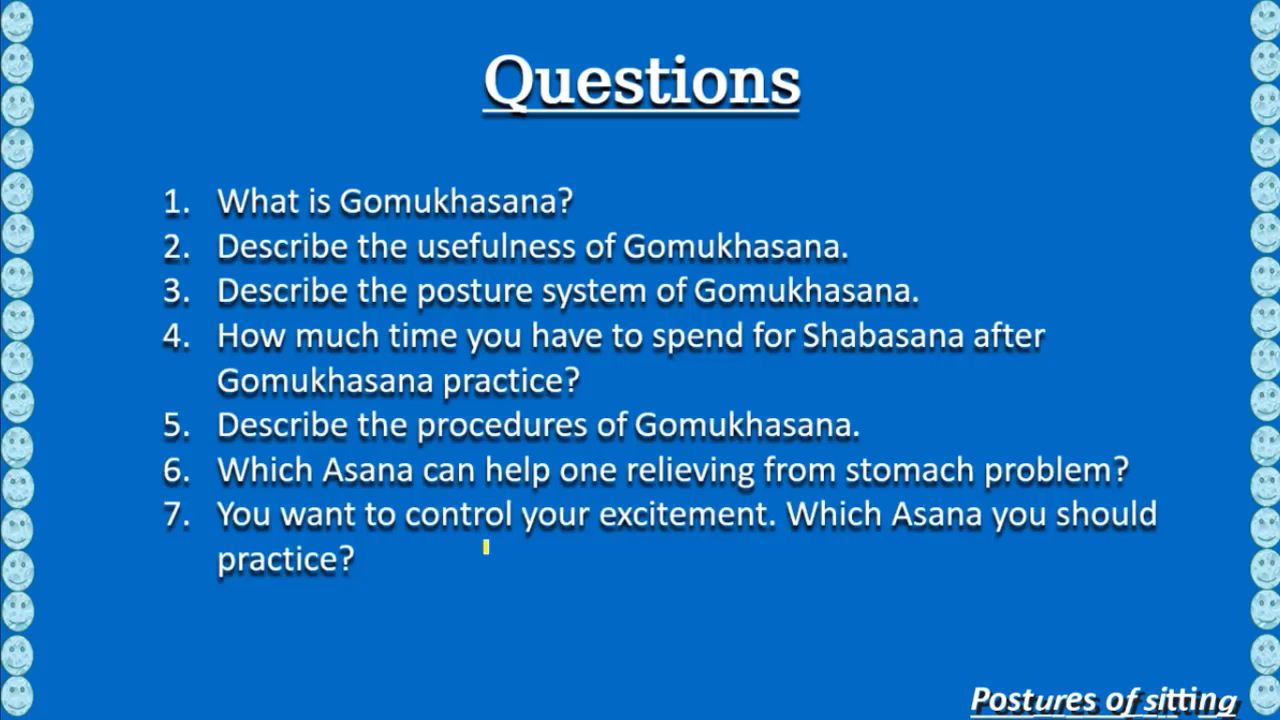 Questions
1. What is Gomukhasana?
2. Describe the usefulness of Gomukhasana.
3. Describe the posture system of Gomukhasana.
4. How much time you have to spend for Shabasana after
Gomukhasana practice?
5. Describe the procedures of Gomukhasana.
6. Which Asana can help one relieving from stomach problem?
7. You want to control your excitement. Which Asana you should
practice?
Postures of sitting